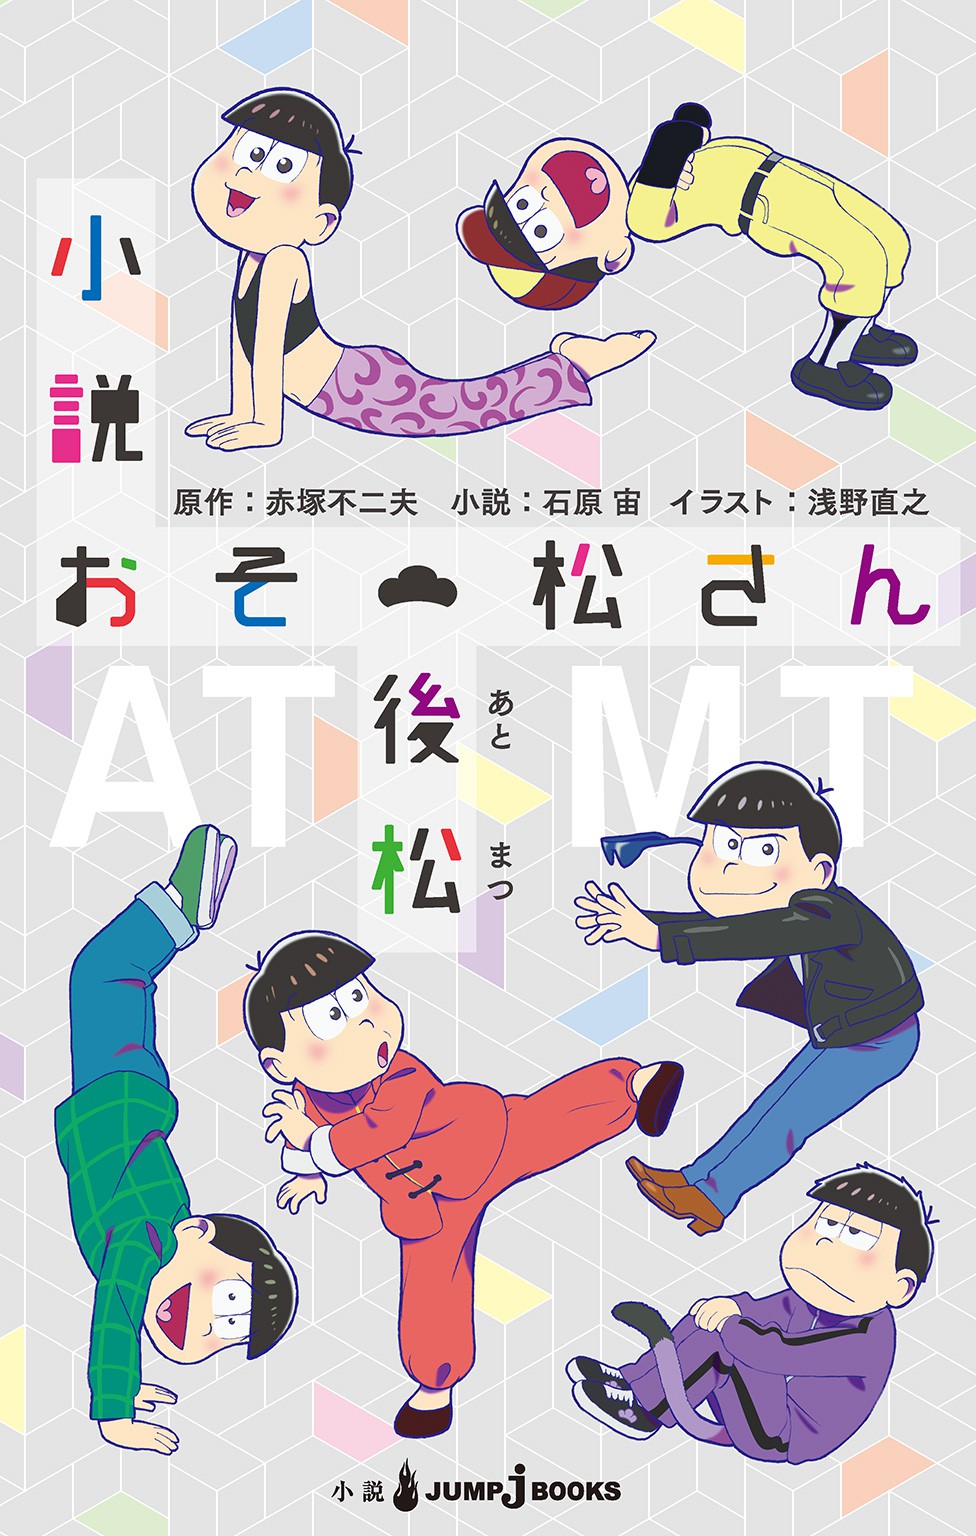 小説
原作：赤塚不二夫　小説：石原 宙　イラスト：浅野直之
おそ松さん
AT MT
後松
あとまつ
小説 JUMP j BOOKS